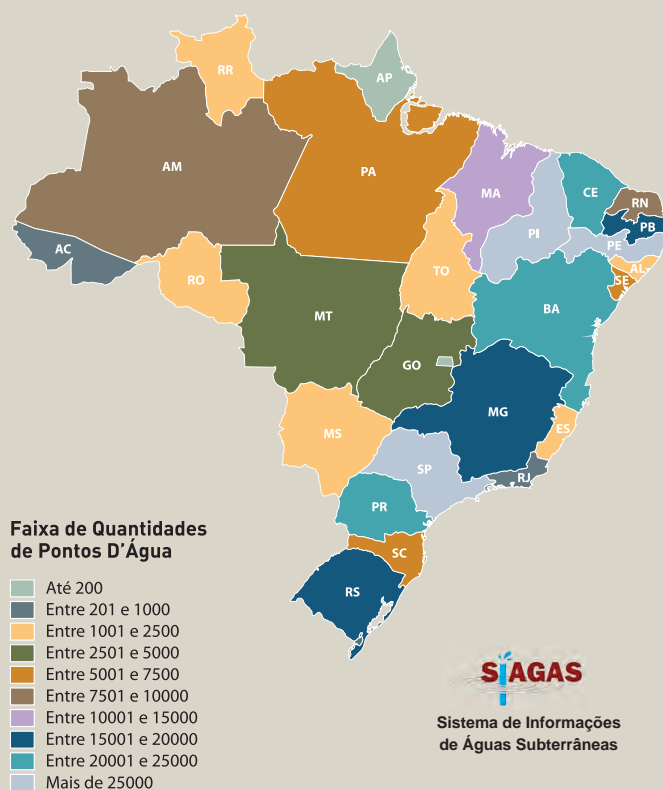 RR
AP
AM
PA
MA
CE
RN
PB
PI
PE
AL
SE
AC
RO
TO
BA
MT
GO
MG
ES
MS
SP
RJ
PR
SC
RS
Faixa de Quantidades
de Pontos D'Água
Até 200
Entre 201 e 1000
Entre 1001 e 2500
Entre 2501 e 5000
Entre 5001 e 7500
Entre 7501 e 10000
Entre 10001 e 15000
Entre 15001 e 20000
Entre 20001 e 25000
Mais de 25000
SIAGAS
Sistema de Informações
de Águas Subterrâneas